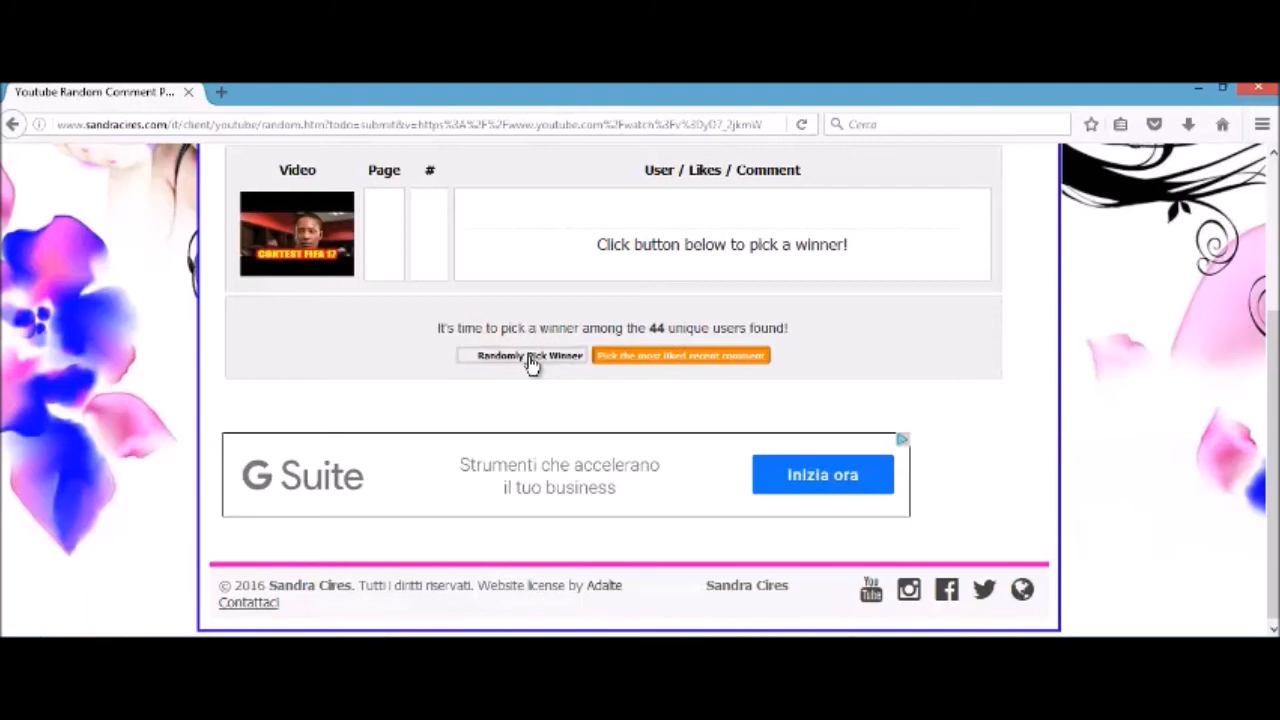 Youtube Random Comment P...
www.sandracires.com/it/client/youtube/random.htm?todo=submit&v=https%3A%2F%2Fwww.youtube.com%2Fwatch%3Fv%3DyD7_2jkmW
Cerca
Video
Page
#
User / Likes / Comment
CONTEST FIFA 17
Click button below to pick a winner!
It's time to pick a winner among the 44 unique users found!
Randomly Pick Winner
Pick the most liked recent comment
G Suite
Strumenti che accelerano
il tuo business
Inizia ora
© 2016 Sandra Cires. Tutti i diritti riservati. Website license by Adalte
Sandra Cires
You
Tube
Contattaci